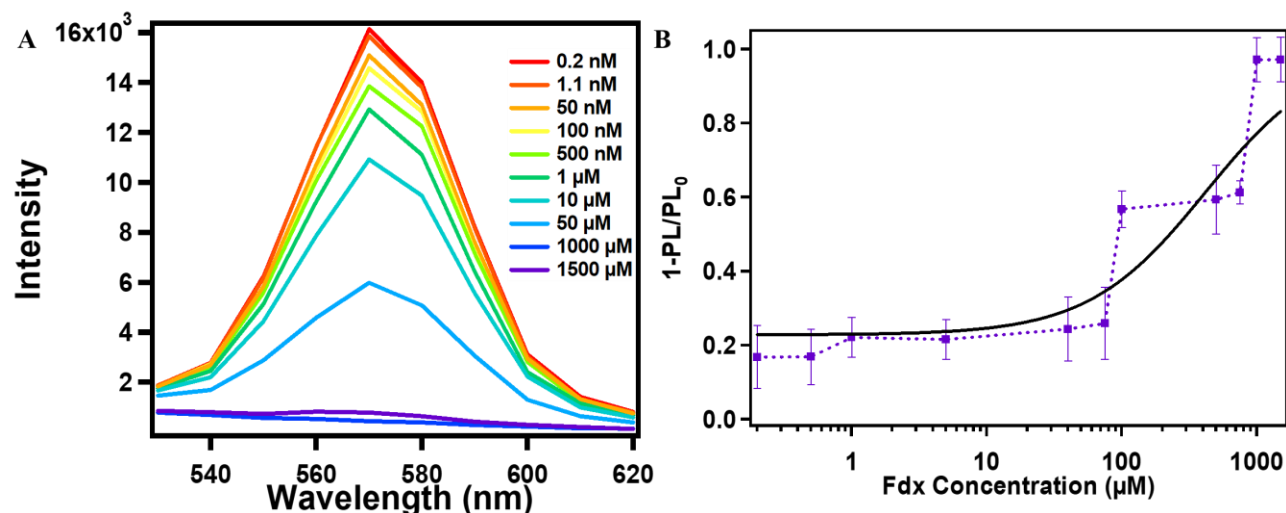 A
Intensity
16x10³
14
12
10
8
6
4
2
0.2 nM
1.1 nM
50 nM
100 nM
500 nM
1 µM
10 µM
50 µM
1000 µM
1500 µM
540 560 580 600 620
Wavelength (nm)
B
1-PL/PL₀
1.0
0.8
0.6
0.4
0.2
0.0
1 10 100 1000
Fdx Concentration (µM)